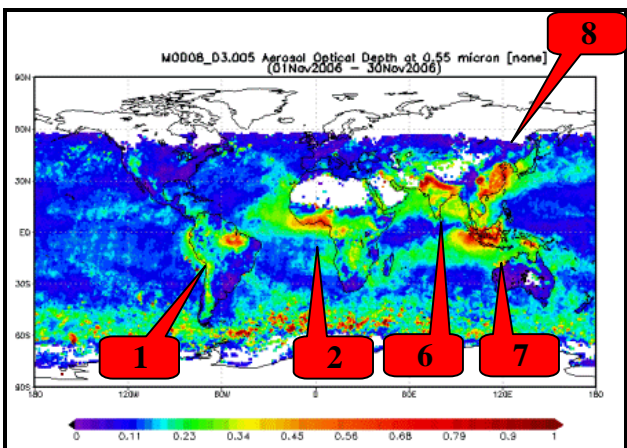 8
MOD08_D3.005 Aerosol Optical Depth at 0.55 micron [none]
(01Nov2006 - 30Nov2006)
90N
60N
30N
EQ
30S
60S
90S
180 120W 60W 0 60E 120E 180
1 2 6 7
0 0.11 0.23 0.34 0.45 0.56 0.68 0.79 0.9 1